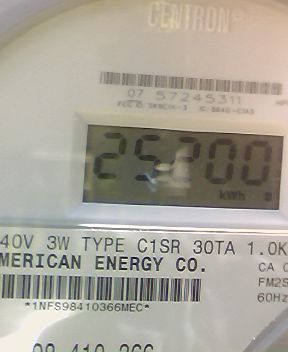 CENTRON®
07 57245311
25200
kWh
40V 3W TYPE C1SR 30TA 1.0K
MERICAN ENERGY CO.
CA 0
FM2S
60Hz
*1NFS98410366MEC*